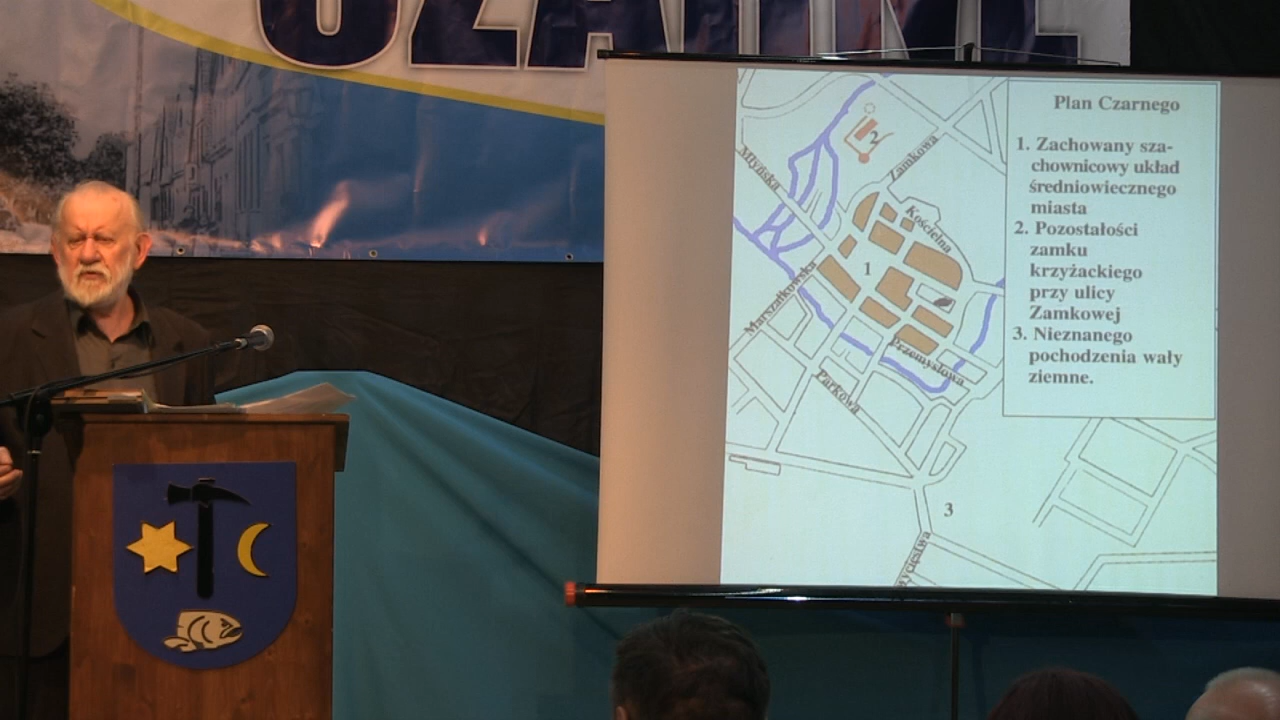 CZARNE
Plan Czarnego
1. Zachowany sza-
chownicowy układ
średniowiecznego
miasta
2. Pozostałości
zamku
krzyżackiego
przy ulicy
Zamkowej
3. Nieznanego
pochodzenia wały
ziemne.
2
Zamkowa
Młyńska
Kościelna
1
Marszałkowska
Przemysłowa
Parkowa
3